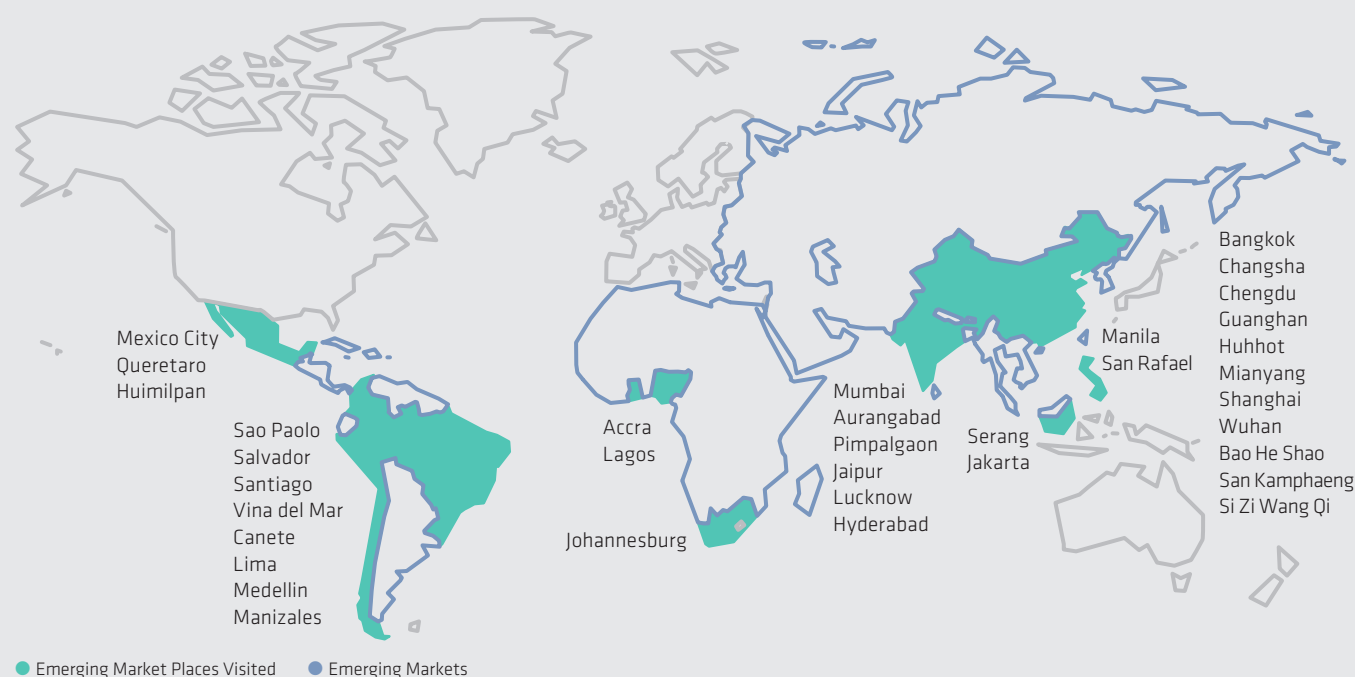 Mexico City
Queretaro
Huimilpan
Sao Paolo
Salvador
Santiago
Vina del Mar
Canete
Lima
Medellin
Manizales
Accra
Lagos
Johannesburg
Mumbai
Aurangabad
Pimpalgaon
Jaipur
Lucknow
Hyderabad
Serang
Jakarta
Manila
San Rafael
Bangkok
Changsha
Chengdu
Guanghan
Huhhot
Mianyang
Shanghai
Wuhan
Bao He Shao
San Kamphaeng
Si Zi Wang Qi
Emerging Market Places Visited
Emerging Markets